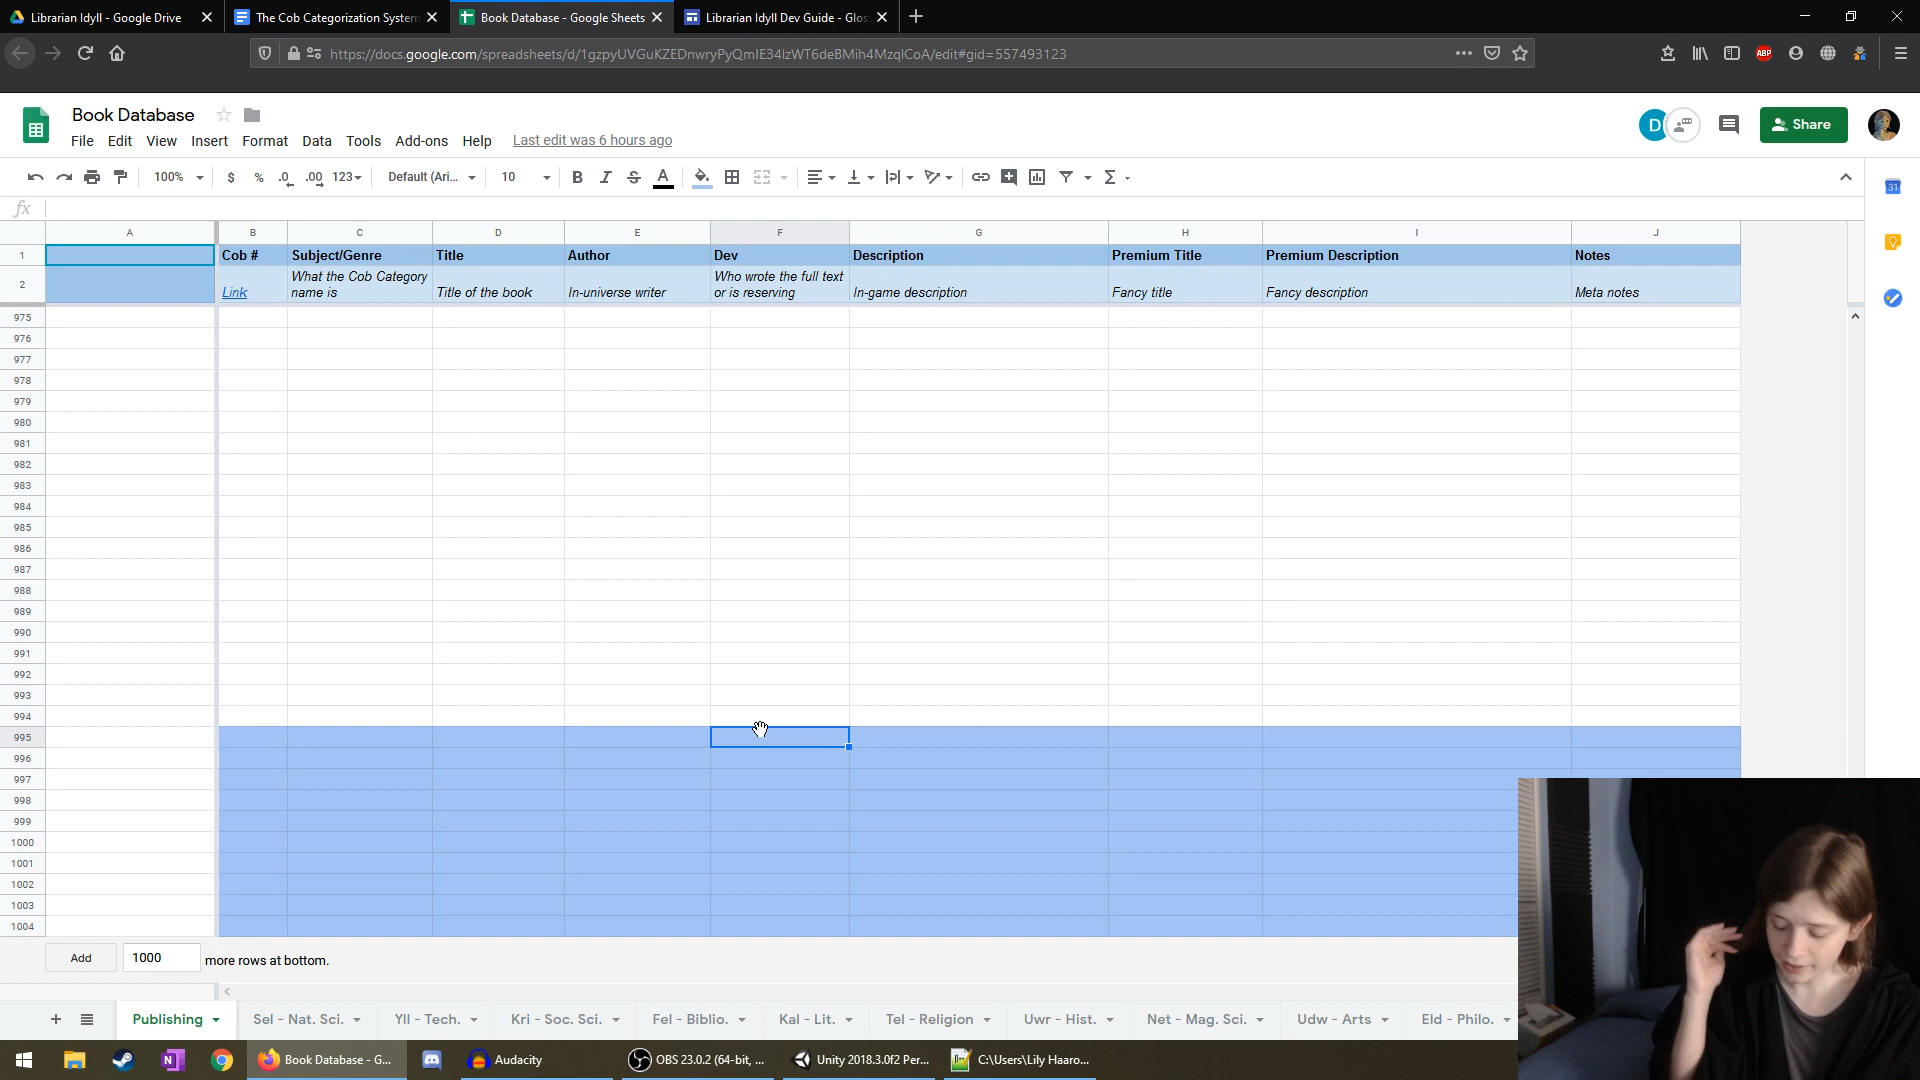 Librarian Idyll - Google Drive
The Cob Categorization System
Book Database - Google Sheets
Librarian Idyll Dev Guide - Glos
https://docs.google.com/spreadsheets/d/1gzpyUVGuKZEDnwryPyQmIE34lzWT6deBMih4MzqlCoA/edit#gid=557493123
ABP
Book Database
D
Share
File Edit View Insert Format Data Tools Add-ons Help Last edit was 6 hours ago
100% $ % .0 .00 123 Default (Ari... 10 B I S A Σ
31
fx
A B C D E F G H I J
1 Cob # Subject/Genre Title Author Dev Description Premium Title Premium Description Notes
2 Link What the Cob Category name is Title of the book In-universe writer Who wrote the full text or is reserving In-game description Fancy title Fancy description Meta notes
975
976
977
978
979
980
981
982
983
984
985
986
987
988
989
990
991
992
993
994
995
996
997
998
999
1000
1001
1002
1003
1004
Add 1000 more rows at bottom.
Publishing Sel - Nat. Sci. Yll - Tech. Kri - Soc. Sci. Fel - Biblio. Kal - Lit. Tel - Religion Uwr - Hist. Net - Mag. Sci. Udw - Arts Eld - Philo.
N Book Database - G... Audacity OBS 23.0.2 (64-bit, ... Unity 2018.3.0f2 Per... C:\Users\Lily Haaro...